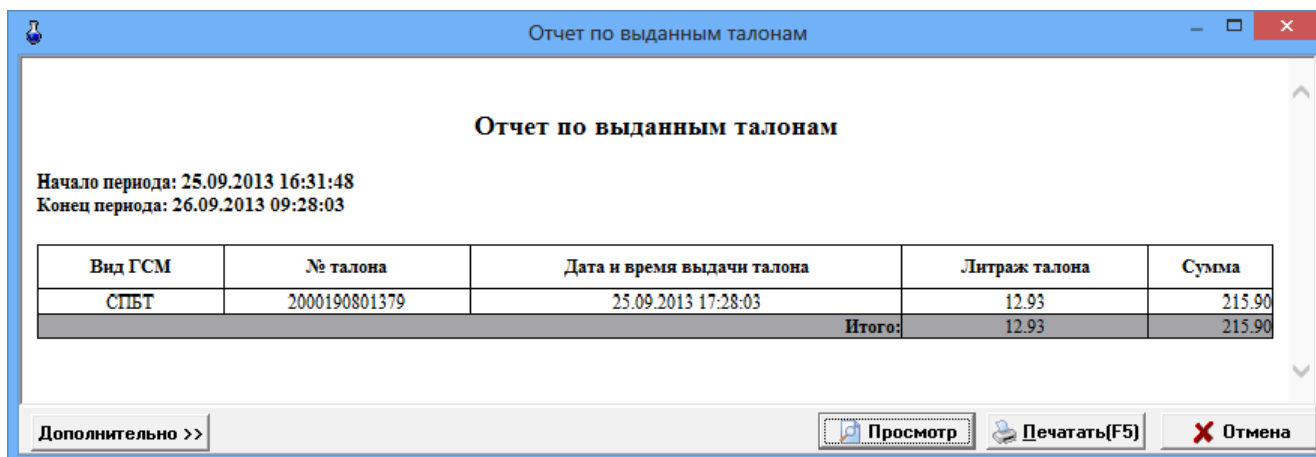 Отчет по выданным талонам
Отчет по выданным талонам
Начало периода: 25.09.2013 16:31:48
Конец периода: 26.09.2013 09:28:03
Вид ГСМ № талона Дата и время выдачи талона Литраж талона Сумма
СПБТ 2000190801379 25.09.2013 17:28:03 12.93 215.90
Итого: 12.93 215.90
Дополнительно >> Просмотр Печатать(F5) Отмена